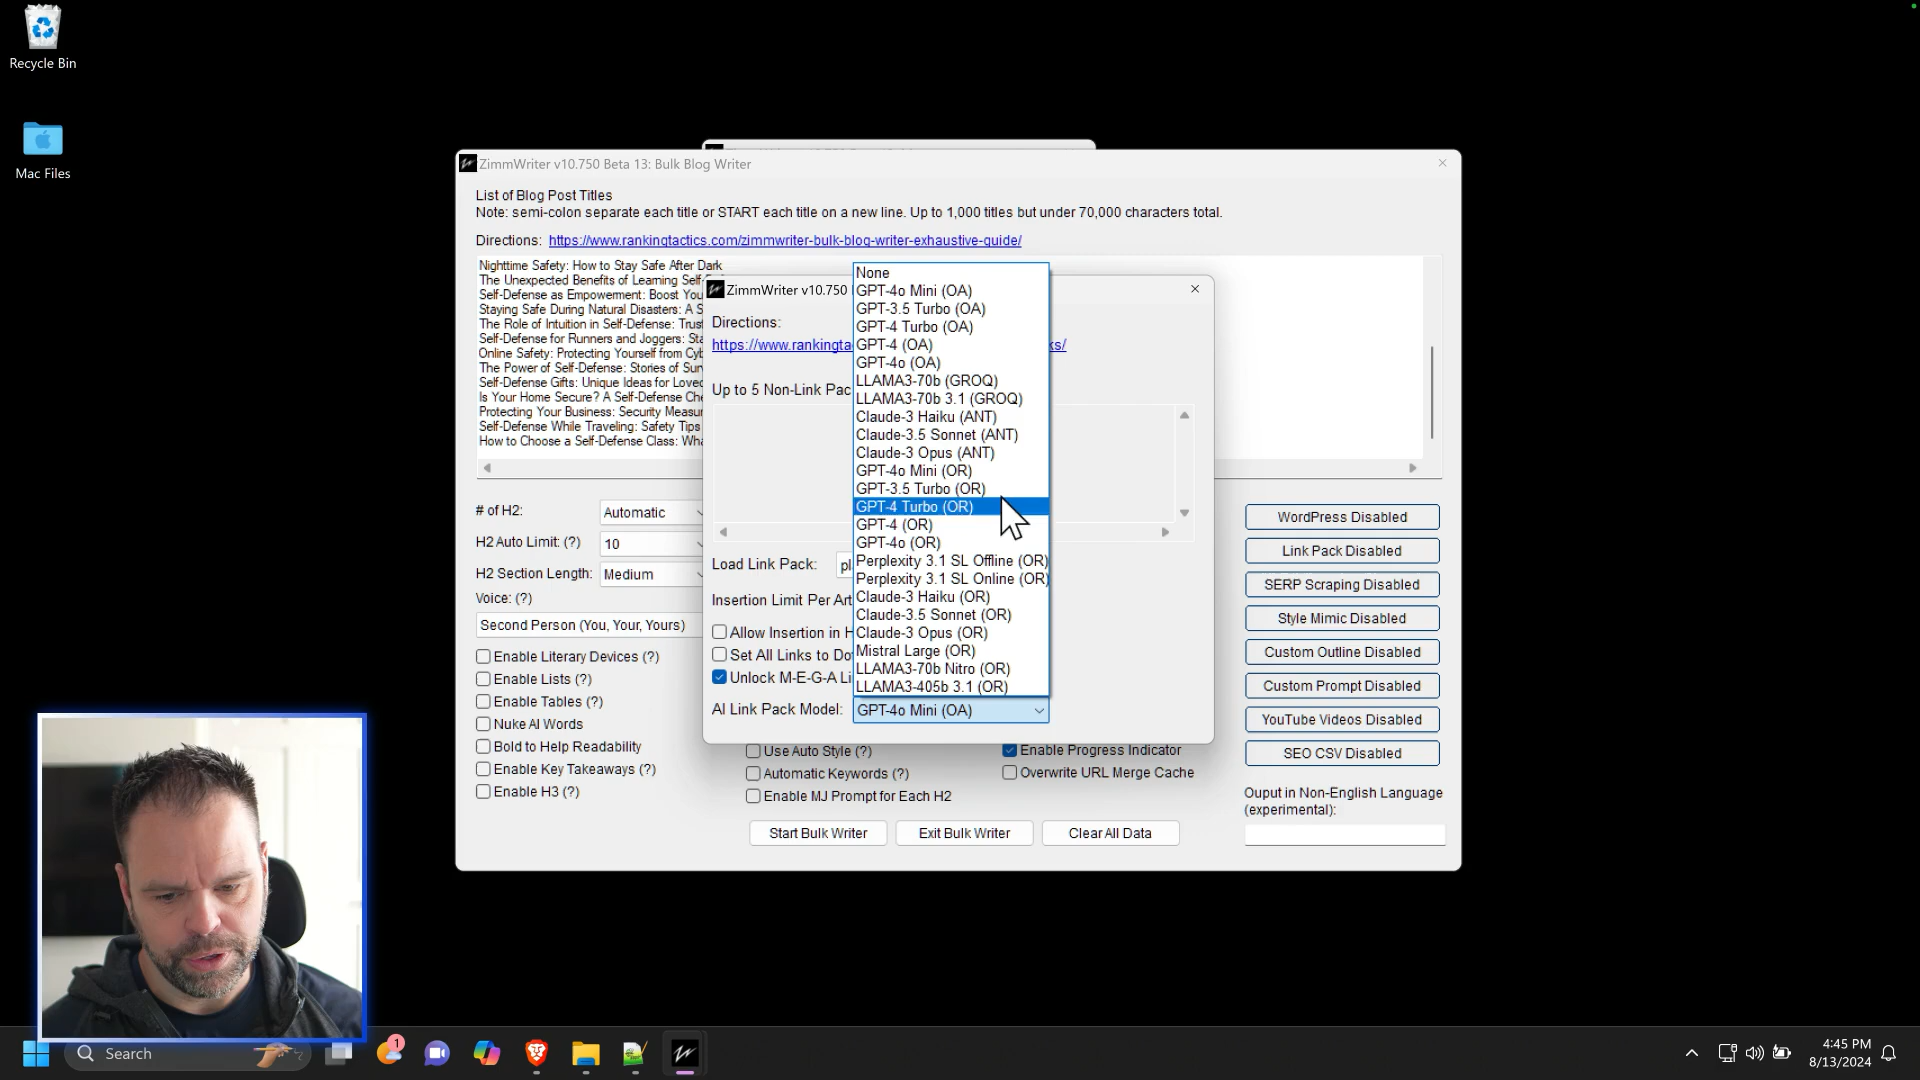 Recycle Bin
Mac Files
ZimmWriter v10.750 Beta 13: Bulk Blog Writer
List of Blog Post Titles
Note: semi-colon separate each title or START each title on a new line. Up to 1,000 titles but under 70,000 characters total.
Directions: https://www.rankingtactics.com/zimmwriter-bulk-blog-writer-exhaustive-guide/
Nighttime Safety: How to Stay Safe After Dark
The Unexpected Benefits of Learning Self-
Self-Defense as Empowerment: Boost You
Staying Safe During Natural Disasters: A S
The Role of Intuition in Self-Defense: Trus
Self-Defense for Runners and Joggers: Sta
Online Safety: Protecting Yourself from Cyb
The Power of Self-Defense: Stories of Sur
Self-Defense Gifts: Unique Ideas for Love
Is Your Home Secure? A Self-Defense Che
Protecting Your Business: Security Measu
Self-Defense While Traveling: Safety Tips
How to Choose a Self-Defense Class: Wha
# of H2: Automatic
H2 Auto Limit: (?) 10
H2 Section Length: Medium
Voice: (?)
Second Person (You, Your, Yours)
Enable Literary Devices (?)
Enable Lists (?)
Enable Tables (?)
Nuke AI Words
Bold to Help Readability
Enable Key Takeaways (?)
Enable H3 (?)
ZimmWriter v10.750
Directions:
https://www.rankingta ks/
Up to 5 Non-Link Pac
Load Link Pack: pl
Insertion Limit Per Art
Allow Insertion in H
Set All Links to Do
Unlock M-E-G-A Li
AI Link Pack Model: GPT-4o Mini (OA)
None
GPT-4o Mini (OA)
GPT-3.5 Turbo (OA)
GPT-4 Turbo (OA)
GPT-4 (OA)
GPT-4o (OA)
LLAMA3-70b (GROQ)
LLAMA3-70b 3.1 (GROQ)
Claude-3 Haiku (ANT)
Claude-3.5 Sonnet (ANT)
Claude-3 Opus (ANT)
GPT-4o Mini (OR)
GPT-3.5 Turbo (OR)
GPT-4 Turbo (OR)
GPT-4 (OR)
GPT-4o (OR)
Perplexity 3.1 SL Offline (OR)
Perplexity 3.1 SL Online (OR)
Claude-3 Haiku (OR)
Claude-3.5 Sonnet (OR)
Claude-3 Opus (OR)
Mistral Large (OR)
LLAMA3-70b Nitro (OR)
LLAMA3-405b 3.1 (OR)
Use Auto Style (?)
Automatic Keywords (?)
Enable MJ Prompt for Each H2
Enable Progress Indicator
Overwrite URL Merge Cache
Start Bulk Writer
Exit Bulk Writer
Clear All Data
WordPress Disabled
Link Pack Disabled
SERP Scraping Disabled
Style Mimic Disabled
Custom Outline Disabled
Custom Prompt Disabled
YouTube Videos Disabled
SEO CSV Disabled
Ouput in Non-English Language
(experimental):
Search
1
4:45 PM
8/13/2024